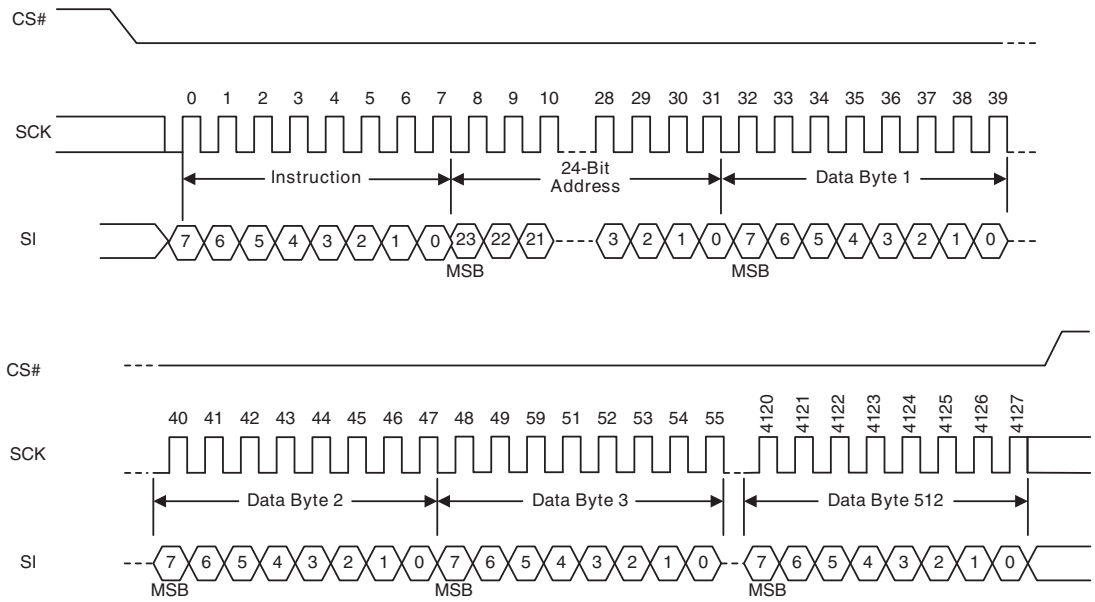 CS#
0 1 2 3 4 5 6 7 8 9 10 28 29 30 31 32 33 34 35 36 37 38 39
SCK
Instruction 24-Bit Address Data Byte 1
SI 7 6 5 4 3 2 1 0 23 22 21 3 2 1 0 7 6 5 4 3 2 1 0
MSB MSB
CS#
40 41 42 43 44 45 46 47 48 49 59 51 52 53 54 55 4120 4121 4122 4123 4124 4125 4126 4127
SCK
Data Byte 2 Data Byte 3 Data Byte 512
SI 7 6 5 4 3 2 1 0 7 6 5 4 3 2 1 0 7 6 5 4 3 2 1 0
MSB MSB MSB